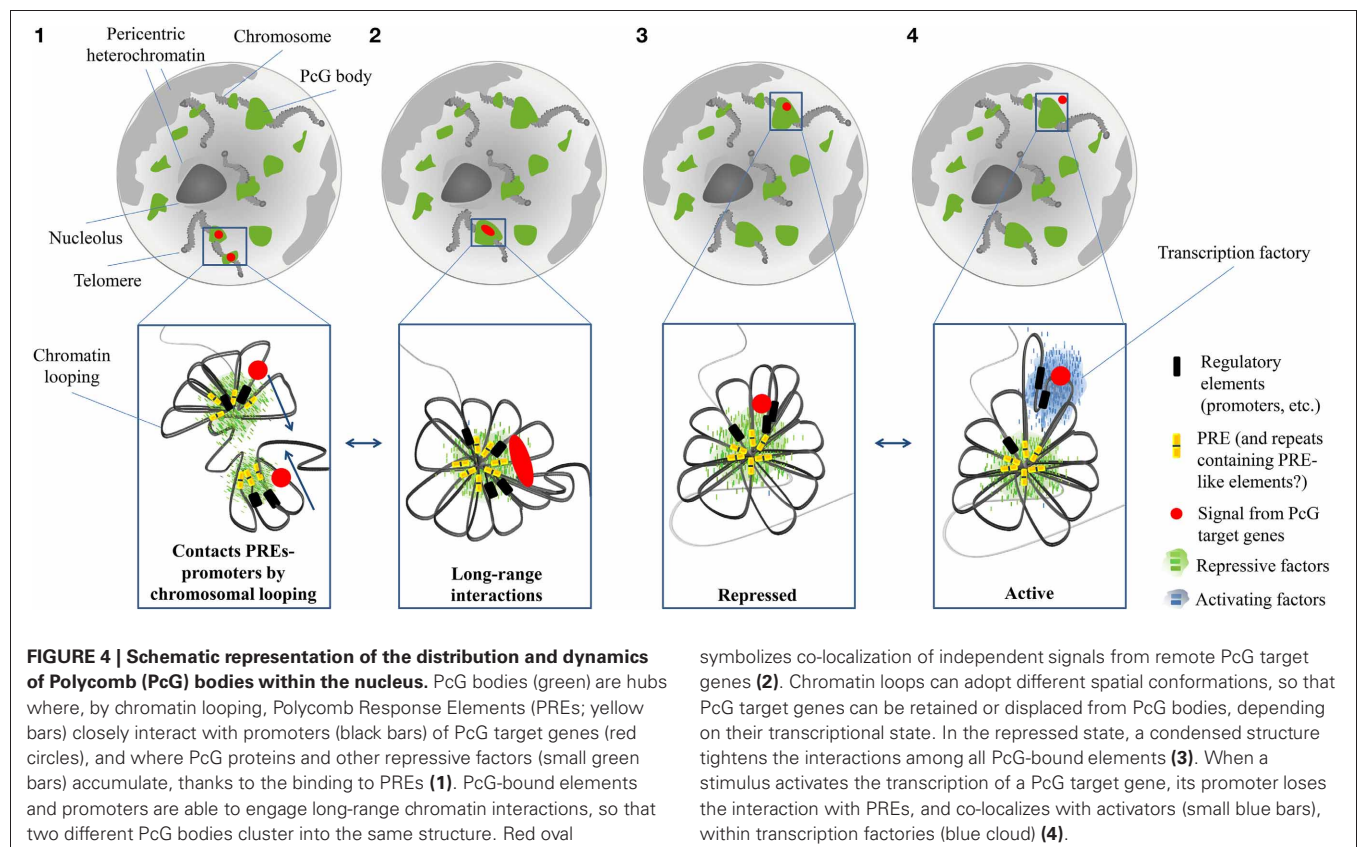 1
Pericentric
heterochromatin
Chromosome
PcG body
2
3
4
Nucleolus
Telomere
Transcription factory
Chromatin
looping
Contacts PREs-
promoters by
chromosomal looping
Long-range
interactions
Repressed
Active
Regulatory
elements
(promoters, etc.)
PRE (and repeats
containing PRE-
like elements?)
Signal from PcG
target genes
Repressive factors
Activating factors
FIGURE 4 | Schematic representation of the distribution and dynamics
of Polycomb (PcG) bodies within the nucleus. PcG bodies (green) are hubs
where, by chromatin looping, Polycomb Response Elements (PREs; yellow
bars) closely interact with promoters (black bars) of PcG target genes (red
circles), and where PcG proteins and other repressive factors (small green
bars) accumulate, thanks to the binding to PREs (1). PcG-bound elements
and promoters are able to engage long-range chromatin interactions, so that
two different PcG bodies cluster into the same structure. Red oval
symbolizes co-localization of independent signals from remote PcG target
genes (2). Chromatin loops can adopt different spatial conformations, so that
PcG target genes can be retained or displaced from PcG bodies, depending
on their transcriptional state. In the repressed state, a condensed structure
tightens the interactions among all PcG-bound elements (3). When a
stimulus activates the transcription of a PcG target gene, its promoter loses
the interaction with PREs, and co-localizes with activators (small blue bars),
within transcription factories (blue cloud) (4).